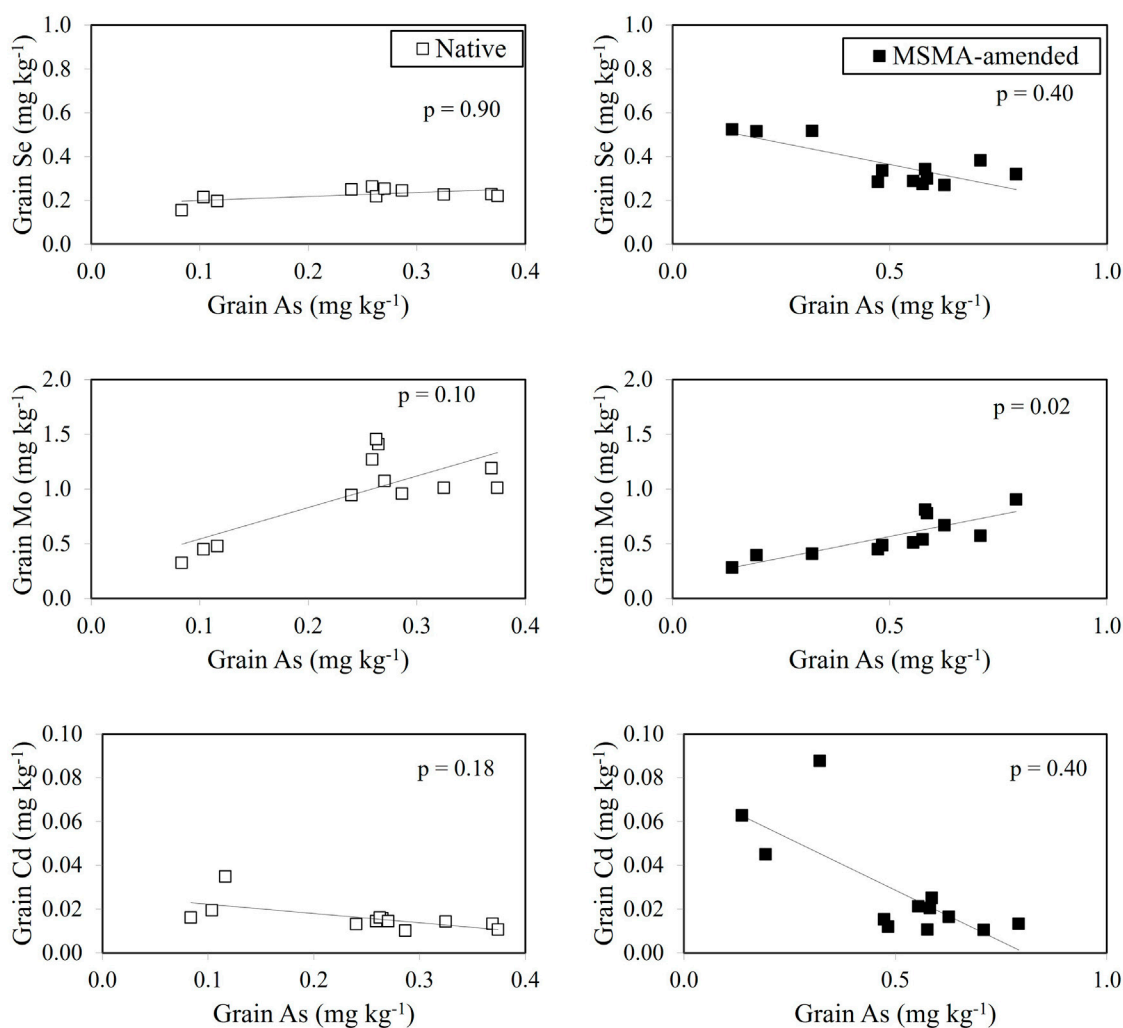 Grain Se (mg kg-1)
1.0
0.8
0.6
0.4
0.2
0.0
Native
p = 0.90
0.0 0.1 0.2 0.3 0.4
Grain As (mg kg-1)
Grain Se (mg kg-1)
1.0
0.8
0.6
0.4
0.2
0.0
MSMA-amended
p = 0.40
0.0 0.5 1.0
Grain As (mg kg-1)
Grain Mo (mg kg-1)
2.0
1.5
1.0
0.5
0.0
p = 0.10
0.0 0.1 0.2 0.3 0.4
Grain As (mg kg-1)
Grain Mo (mg kg-1)
2.0
1.5
1.0
0.5
0.0
p = 0.02
0.0 0.5 1.0
Grain As (mg kg-1)
Grain Cd (mg kg-1)
0.10
0.08
0.06
0.04
0.02
0.00
p = 0.18
0.0 0.1 0.2 0.3 0.4
Grain As (mg kg-1)
Grain Cd (mg kg-1)
0.10
0.08
0.06
0.04
0.02
0.00
p = 0.40
0.0 0.5 1.0
Grain As (mg kg-1)